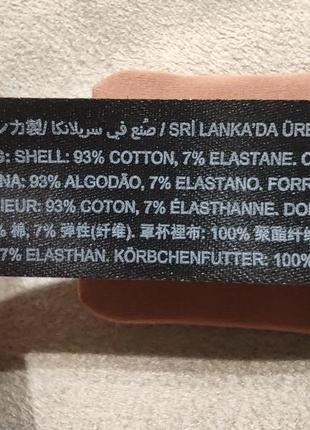 ンカ製/ صُنع في سريلانكا / SRİ LANKA'DA ÜRE
G: SHELL: 93% COTTON, 7% ELASTANE. C
NA: 93% ALGODÃO, 7% ELASTANO. FORR
IEUR: 93% COTON, 7% ÉLASTHANNE. DO
% 棉, 7% 弹性(纤维). 罩杯裡布: 100% 聚酯纤维
7% ELASTHAN. KÖRBCHENFUTTER: 100%